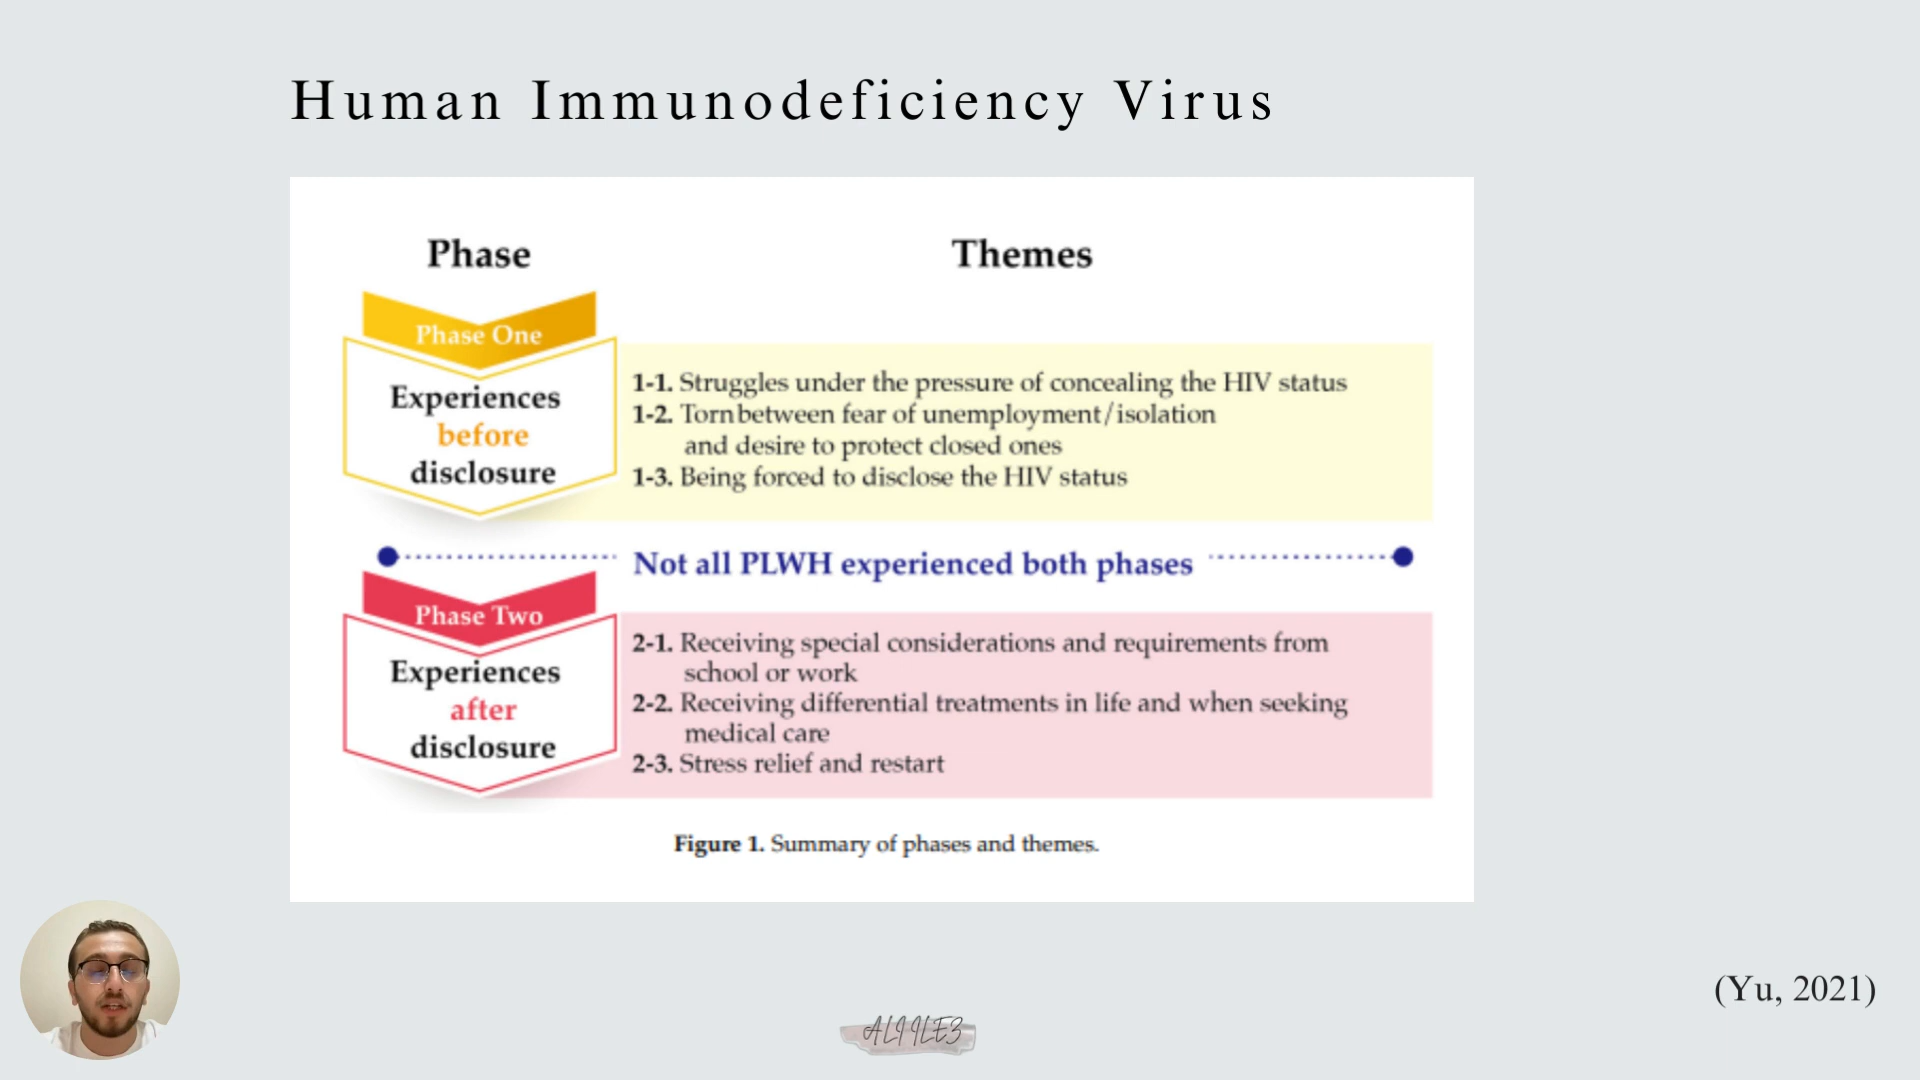 Human Immunodeficiency Virus
Phase
Themes
Phase One
Experiences
before
disclosure
1-1. Struggles under the pressure of concealing the HIV status
1-2. Torn between fear of unemployment/isolation
and desire to protect closed ones
1-3. Being forced to disclose the HIV status
Not all PLWH experienced both phases
Phase Two
Experiences
after
disclosure
2-1. Receiving special considerations and requirements from
school or work
2-2. Receiving differential treatments in life and when seeking
medical care
2-3. Stress relief and restart
Figure 1. Summary of phases and themes.
(Yu, 2021)